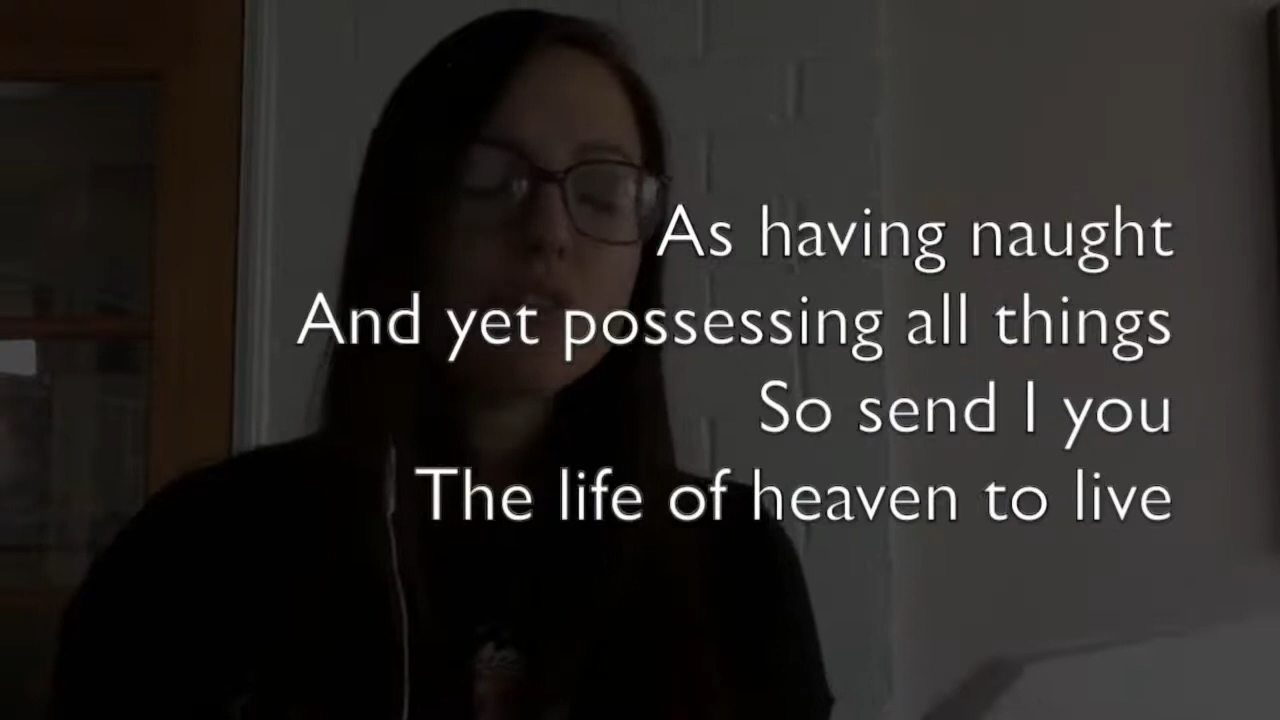 As having naught
And yet possessing all things
So send I you
The life of heaven to live